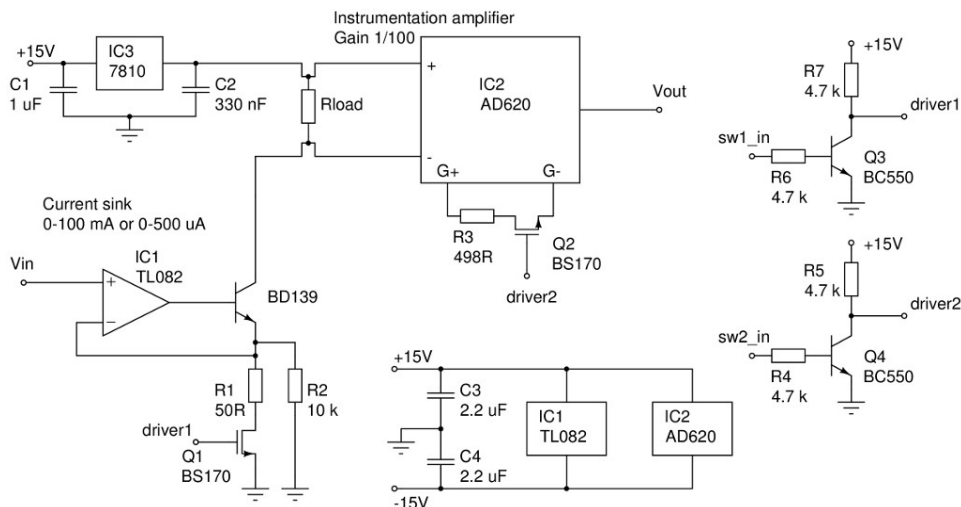 Instrumentation amplifier
Gain 1/100
+15V
IC3
7810
C1
1 uF
C2
330 nF
Rload
+
-
IC2
AD620
G+
G-
Vout
R3
498R
Q2
BS170
driver2
+15V
R7
4.7 k
driver1
sw1_in
R6
4.7 k
Q3
BC550
Current sink
0-100 mA or 0-500 uA
Vin
IC1
TL082
+
−
BD139
R1
50R
R2
10 k
driver1
Q1
BS170
+15V
C3
2.2 uF
C4
2.2 uF
-15V
IC1
TL082
IC2
AD620
+15V
R5
4.7 k
driver2
sw2_in
R4
4.7 k
Q4
BC550